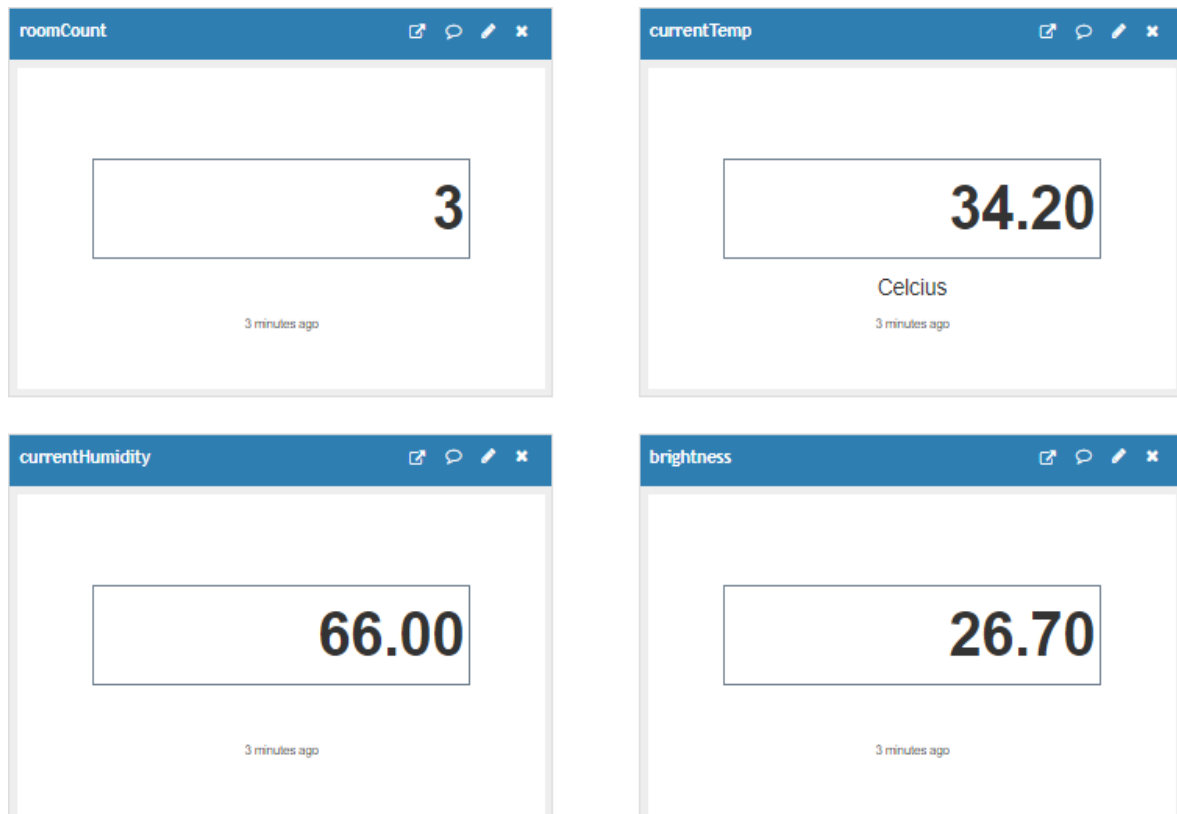 roomCount
3
3 minutes ago
currentTemp
34.20
Celcius
3 minutes ago
currentHumidity
66.00
3 minutes ago
brightness
26.70
3 minutes ago